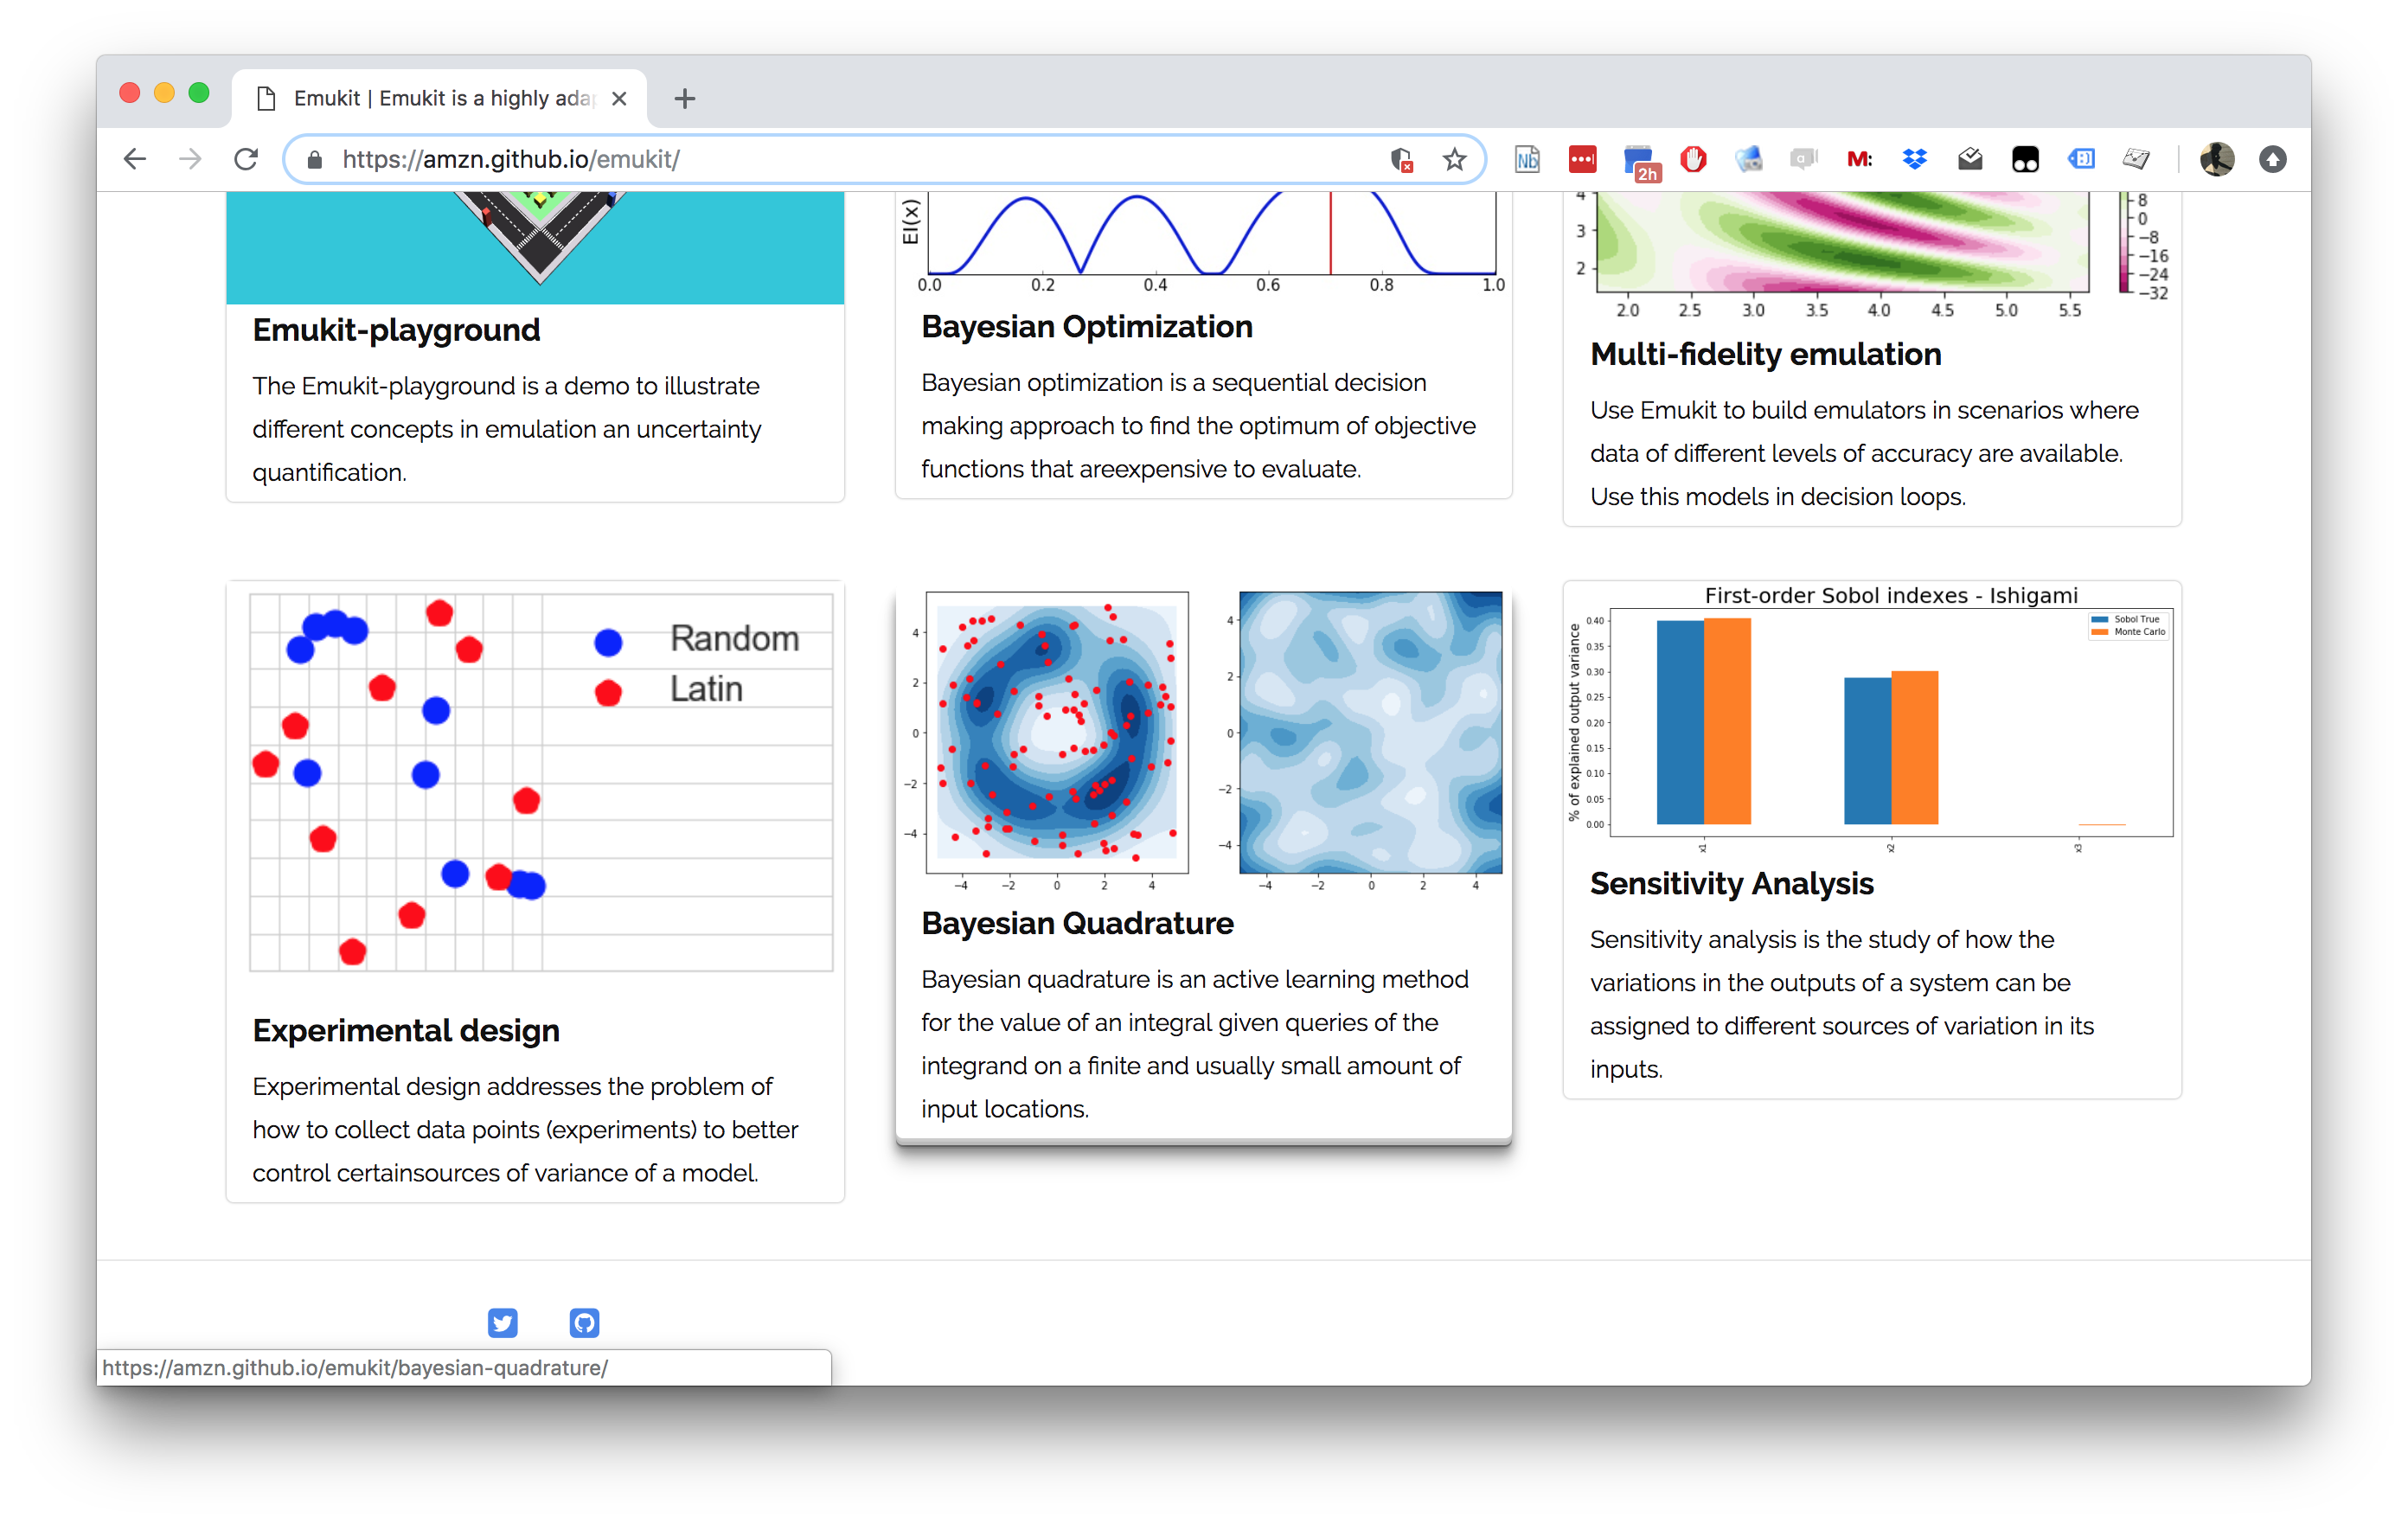 Emukit | Emukit is a highly adap
https://amzn.github.io/emukit/
Nb
2h
a
M:
EI(x)
0.0 0.2 0.4 0.6 0.8 1.0
4
3
2
2.0 2.5 3.0 3.5 4.0 4.5 5.0 5.5
8
0
−8
−16
−24
−32
Emukit-playground
The Emukit-playground is a demo to illustrate
different concepts in emulation an uncertainty
quantification.
Bayesian Optimization
Bayesian optimization is a sequential decision
making approach to find the optimum of objective
functions that areexpensive to evaluate.
Multi-fidelity emulation
Use Emukit to build emulators in scenarios where
data of different levels of accuracy are available.
Use this models in decision loops.
Random
Latin
Experimental design
Experimental design addresses the problem of
how to collect data points (experiments) to better
control certainsources of variance of a model.
4
2
0
−2
−4
−4 −2 0 2 4
4
2
0
−2
−4
−4 −2 0 2 4
Bayesian Quadrature
Bayesian quadrature is an active learning method
for the value of an integral given queries of the
integrand on a finite and usually small amount of
input locations.
First-order Sobol indexes - Ishigami
Sobol True
Monte Carlo
% of explained output variance
0.40
0.35
0.30
0.25
0.20
0.15
0.10
0.05
0.00
x1 x2 x3
Sensitivity Analysis
Sensitivity analysis is the study of how the
variations in the outputs of a system can be
assigned to different sources of variation in its
inputs.
https://amzn.github.io/emukit/bayesian-quadrature/